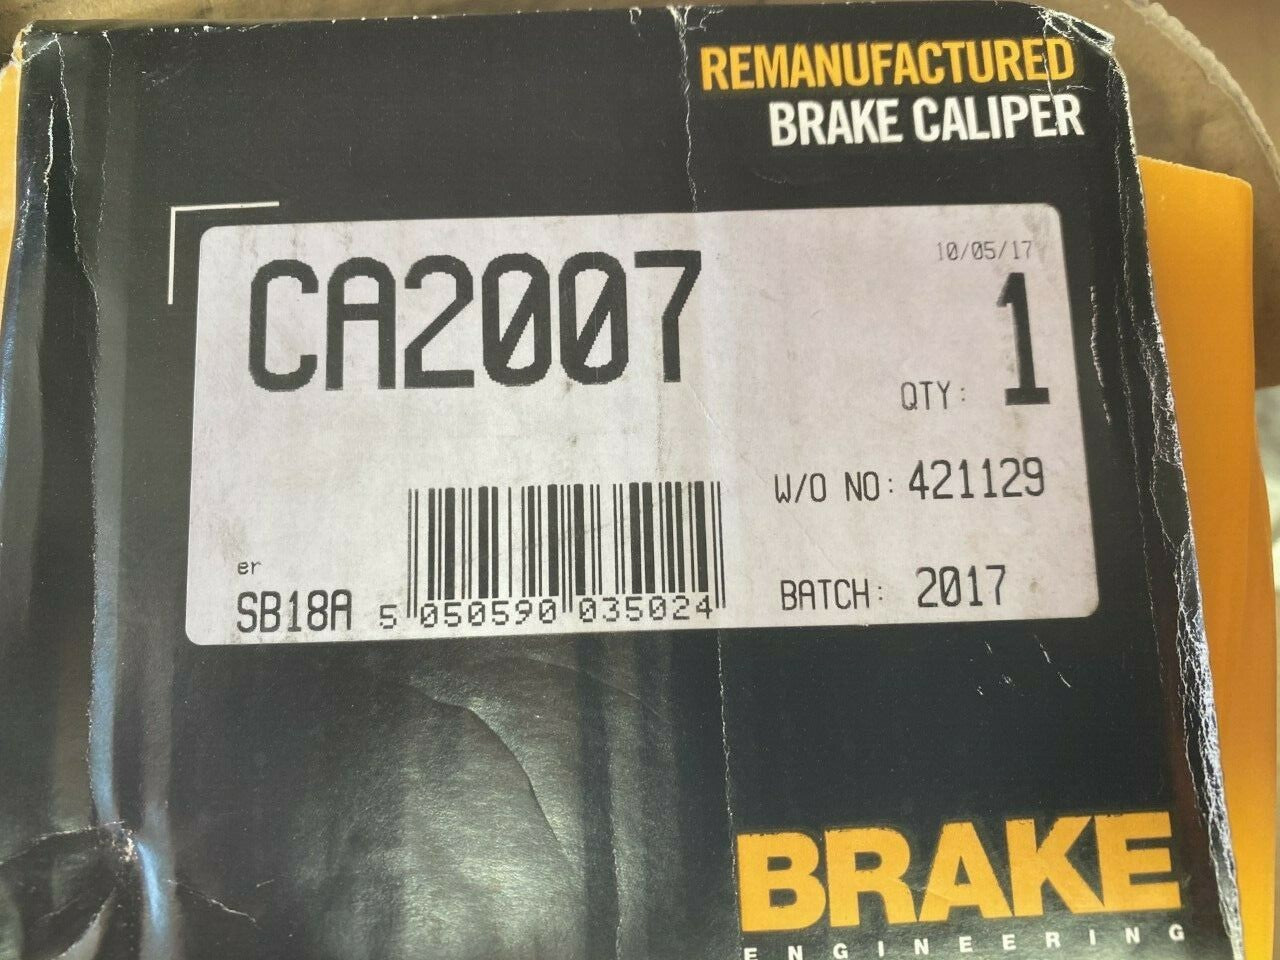 REMANUFACTURED
BRAKE CALIPER
10/05/17
CA2007
QTY: 1
W/O NO: 421129
er
SB18A
5 050590 035024
BATCH: 2017
BRAKE
ENGINEERING